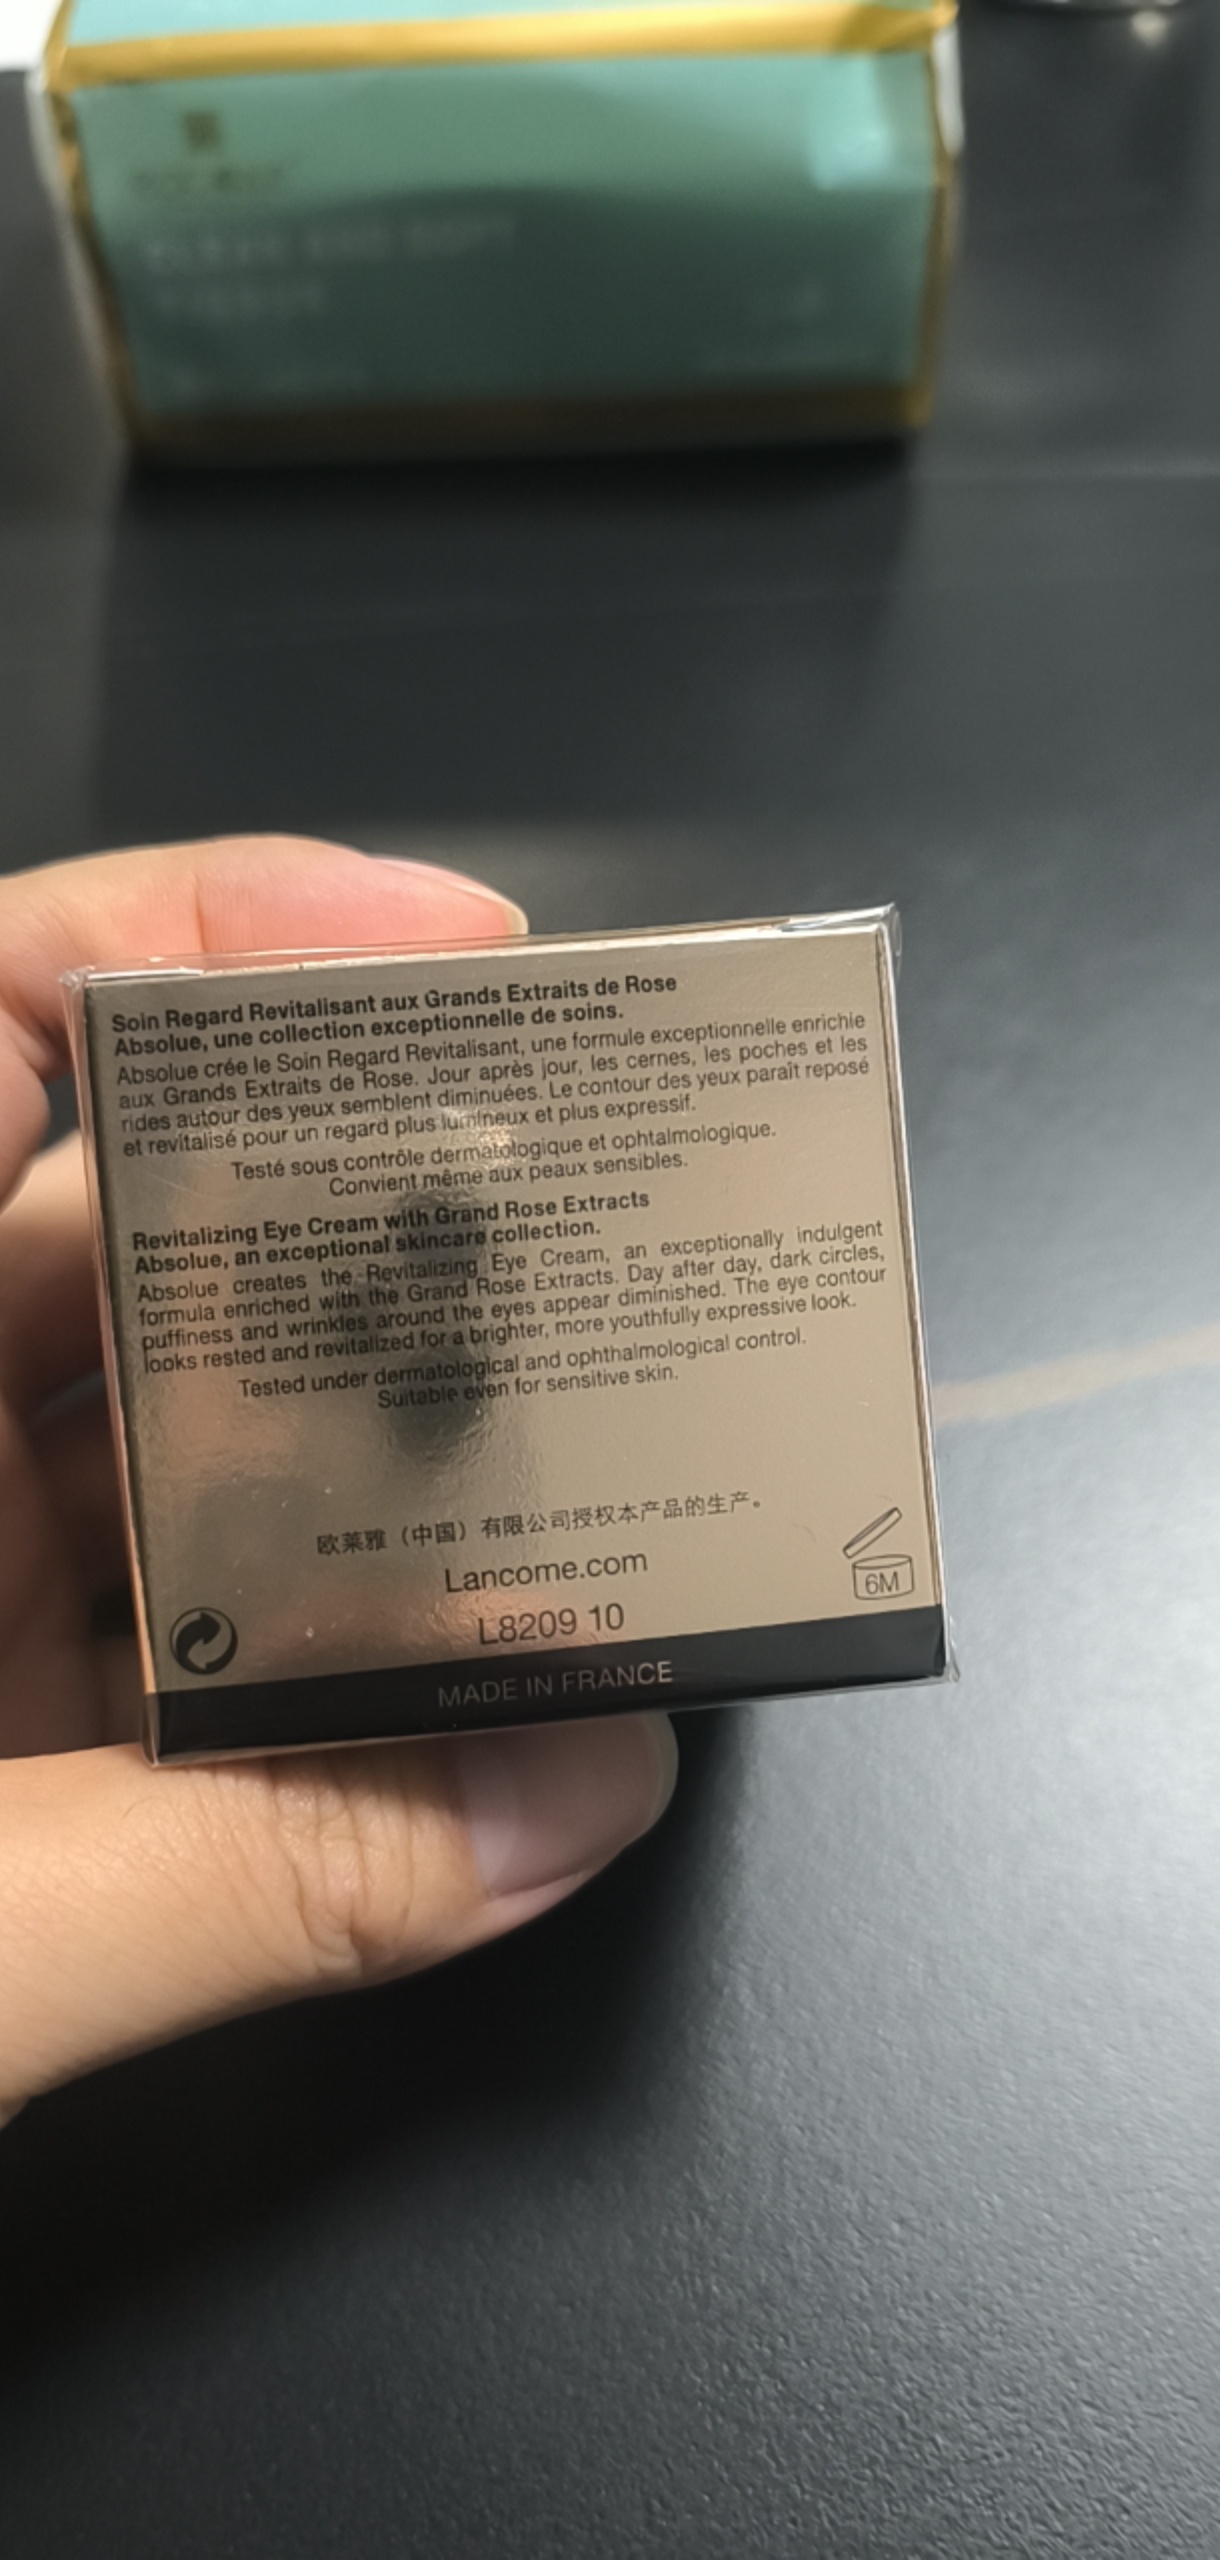 Soin Regard Revitalisant aux Grands Extraits de Rose
Absolue, une collection exceptionnelle de soins.
Absolue crée le Soin Regard Revitalisant, une formule exceptionnelle enrichie
aux Grands Extraits de Rose. Jour après jour, les cernes, les poches et les
rides autour des yeux semblent diminuées. Le contour des yeux paraît reposé
et revitalisé pour un regard plus lumineux et plus expressif.
Testé sous contrôle dermatologique et ophtalmologique.
Convient même aux peaux sensibles.
Revitalizing Eye Cream with Grand Rose Extracts
Absolue, an exceptional skincare collection.
Absolue creates the Revitalizing Eye Cream, an exceptionally indulgent
formula enriched with the Grand Rose Extracts. Day after day, dark circles,
puffiness and wrinkles around the eyes appear diminished. The eye contour
looks rested and revitalized for a brighter, more youthfully expressive look.
Tested under dermatological and ophthalmological control.
Suitable even for sensitive skin.
欧莱雅（中国）有限公司授权本产品的生产。
Lancome.com
6M
L8209 10
MADE IN FRANCE